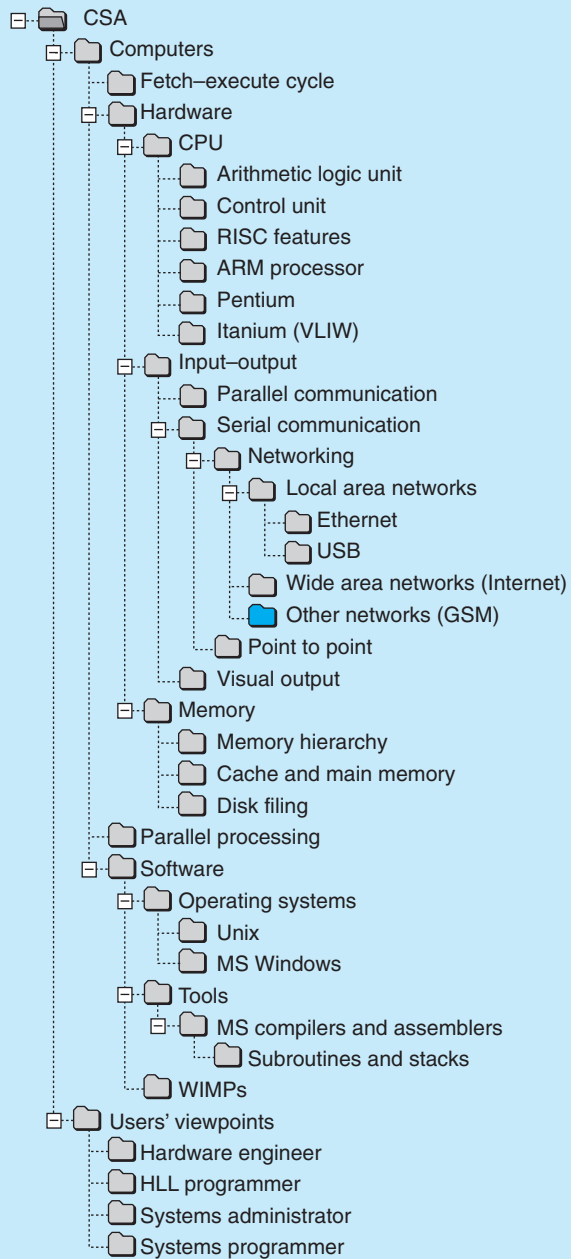 CSA
Computers
Fetch–execute cycle
Hardware
CPU
Arithmetic logic unit
Control unit
RISC features
ARM processor
Pentium
Itanium (VLIW)
Input–output
Parallel communication
Serial communication
Networking
Local area networks
Ethernet
USB
Wide area networks (Internet)
Other networks (GSM)
Point to point
Visual output
Memory
Memory hierarchy
Cache and main memory
Disk filing
Parallel processing
Software
Operating systems
Unix
MS Windows
Tools
MS compilers and assemblers
Subroutines and stacks
WIMPs
Users’ viewpoints
Hardware engineer
HLL programmer
Systems administrator
Systems programmer